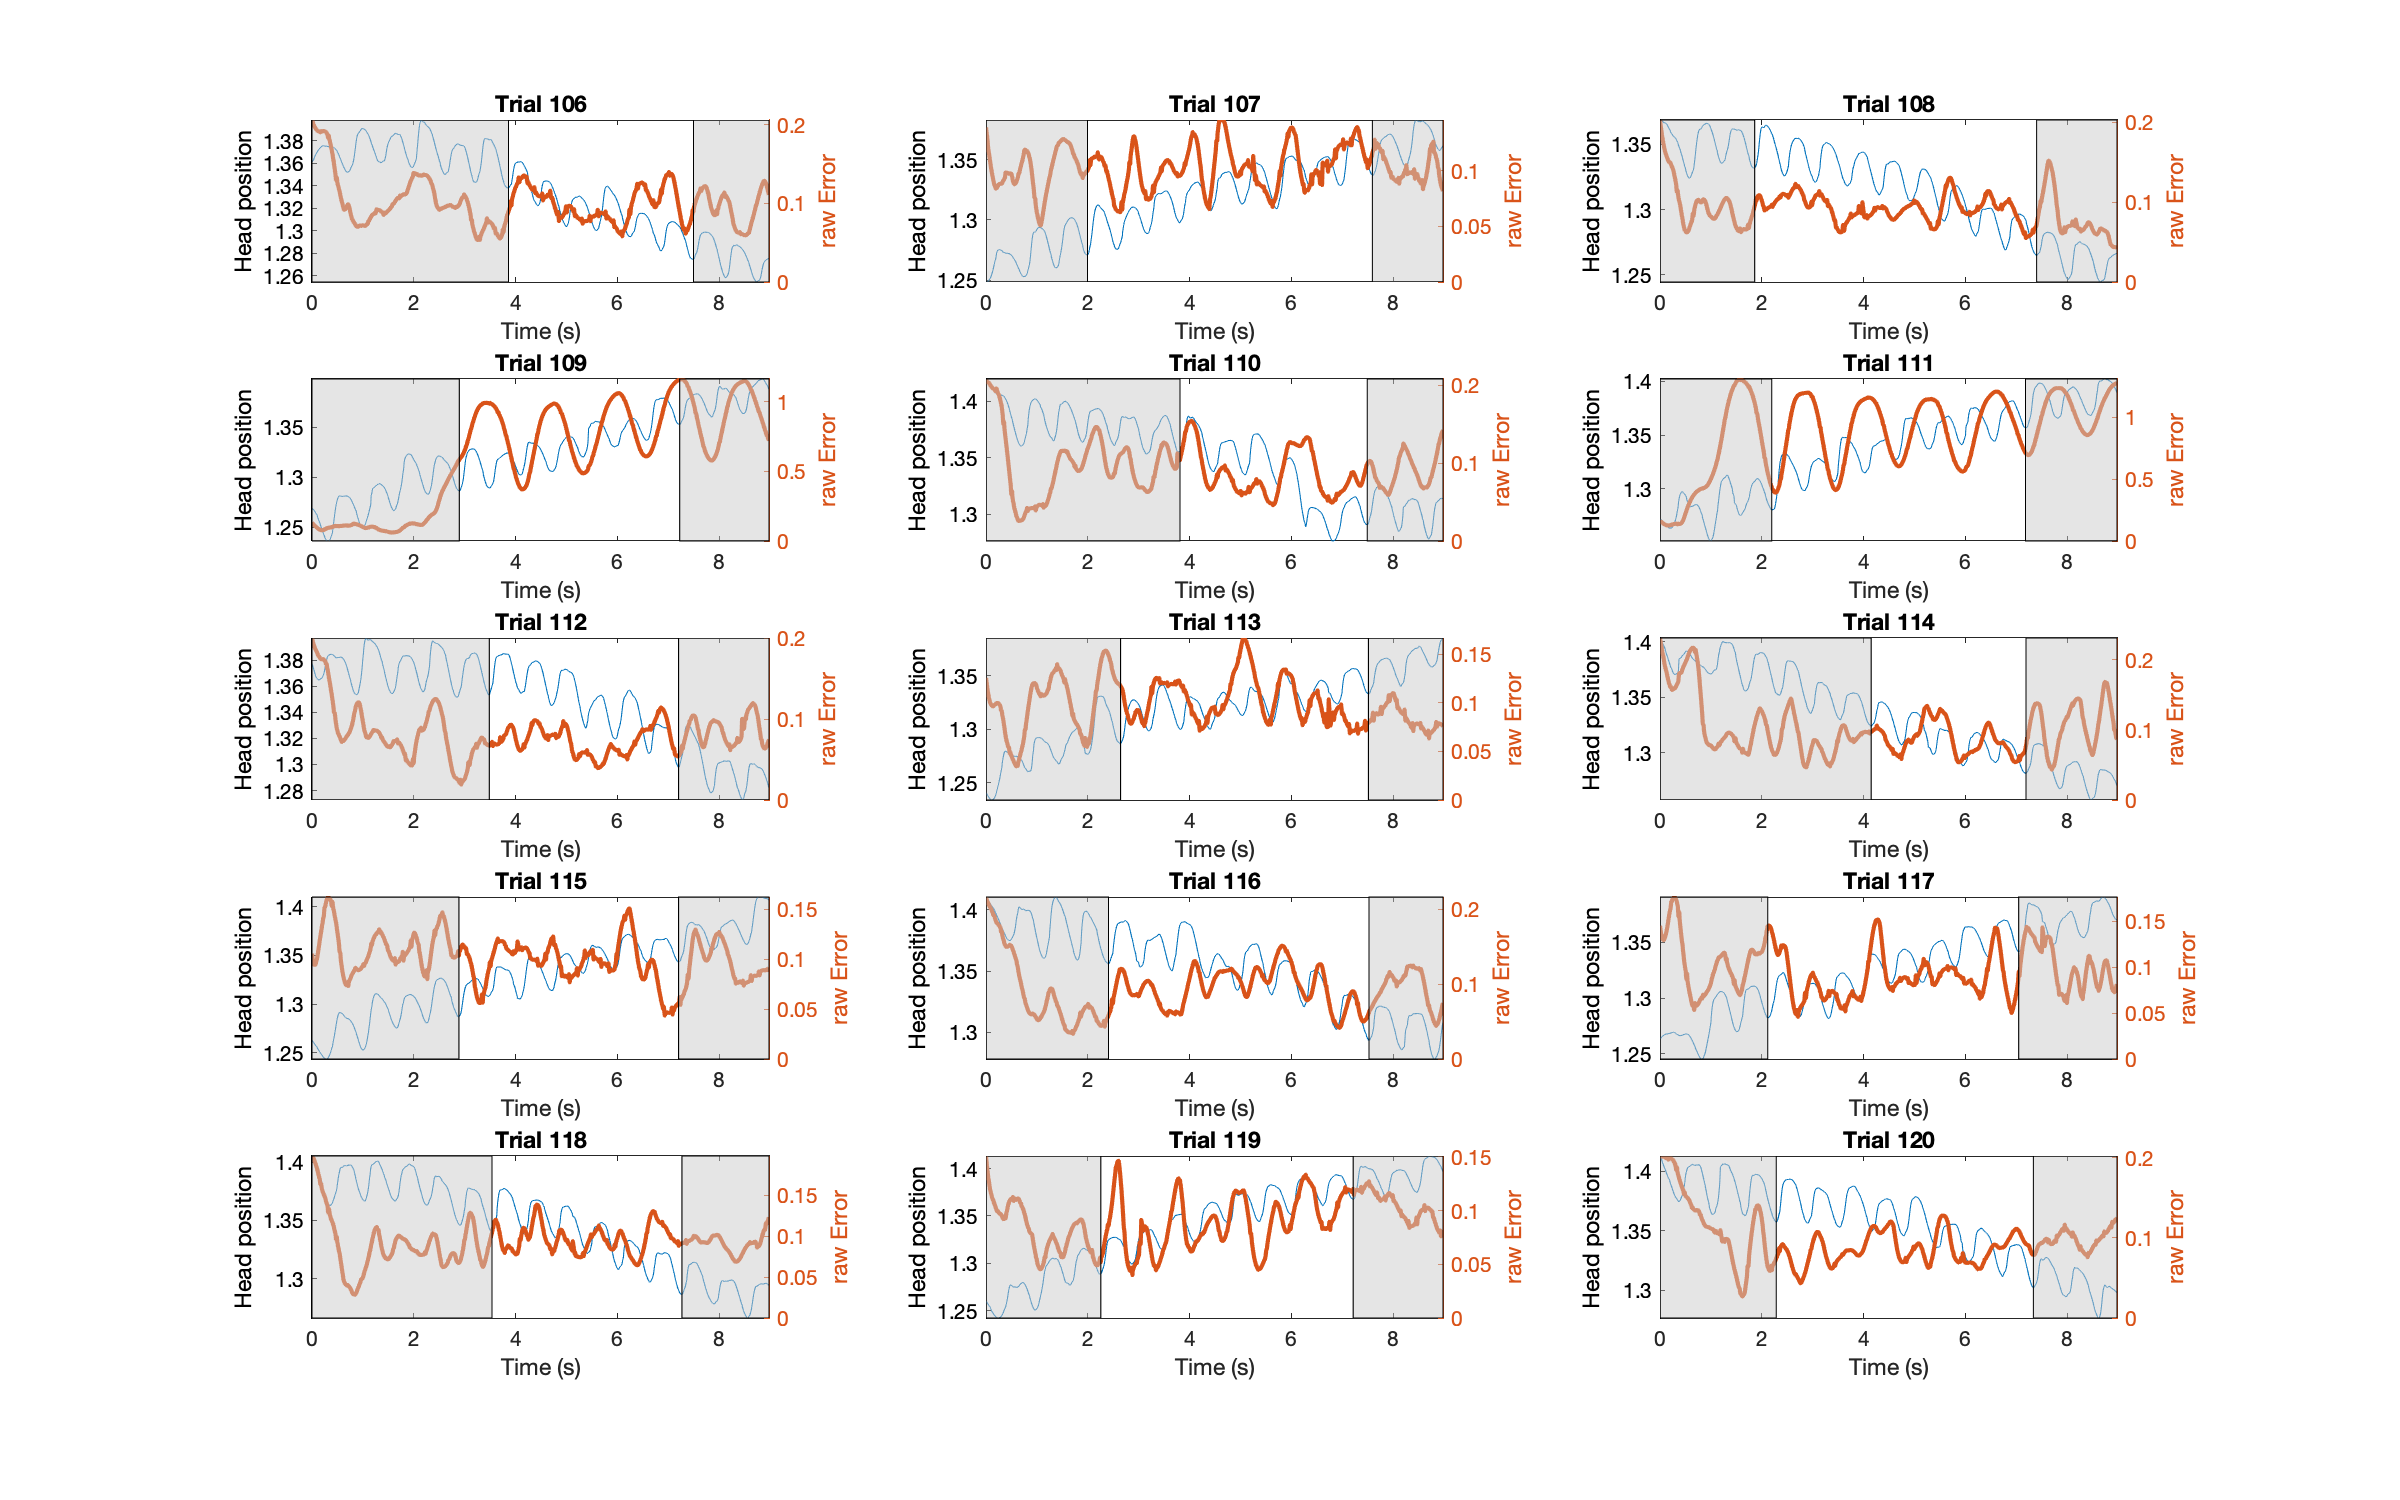 Trial 106
Head position
1.38
1.36
1.34
1.32
1.3
1.28
1.26
0.2
0.1
0
raw Error
0 2 4 6 8
Time (s)
Trial 107
Head position
1.35
1.3
1.25
0.1
0.05
0
raw Error
0 2 4 6 8
Time (s)
Trial 108
Head position
1.35
1.3
1.25
0.2
0.1
0
raw Error
0 2 4 6 8
Time (s)
Trial 109
Head position
1.35
1.3
1.25
1
0.5
0
raw Error
0 2 4 6 8
Time (s)
Trial 110
Head position
1.4
1.35
1.3
0.2
0.1
0
raw Error
0 2 4 6 8
Time (s)
Trial 111
Head position
1.4
1.35
1.3
1
0.5
0
raw Error
0 2 4 6 8
Time (s)
Trial 112
Head position
1.38
1.36
1.34
1.32
1.3
1.28
0.2
0.1
0
raw Error
0 2 4 6 8
Time (s)
Trial 113
Head position
1.35
1.3
1.25
0.15
0.1
0.05
0
raw Error
0 2 4 6 8
Time (s)
Trial 114
Head position
1.4
1.35
1.3
0.2
0.1
0
raw Error
0 2 4 6 8
Time (s)
Trial 115
Head position
1.4
1.35
1.3
1.25
0.15
0.1
0.05
0
raw Error
0 2 4 6 8
Time (s)
Trial 116
Head position
1.4
1.35
1.3
0.2
0.1
0
raw Error
0 2 4 6 8
Time (s)
Trial 117
Head position
1.35
1.3
1.25
0.15
0.1
0.05
0
raw Error
0 2 4 6 8
Time (s)
Trial 118
Head position
1.4
1.35
1.3
0.15
0.1
0.05
0
raw Error
0 2 4 6 8
Time (s)
Trial 119
Head position
1.4
1.35
1.3
1.25
0.15
0.1
0.05
0
raw Error
0 2 4 6 8
Time (s)
Trial 120
Head position
1.4
1.35
1.3
0.2
0.1
0
raw Error
0 2 4 6 8
Time (s)